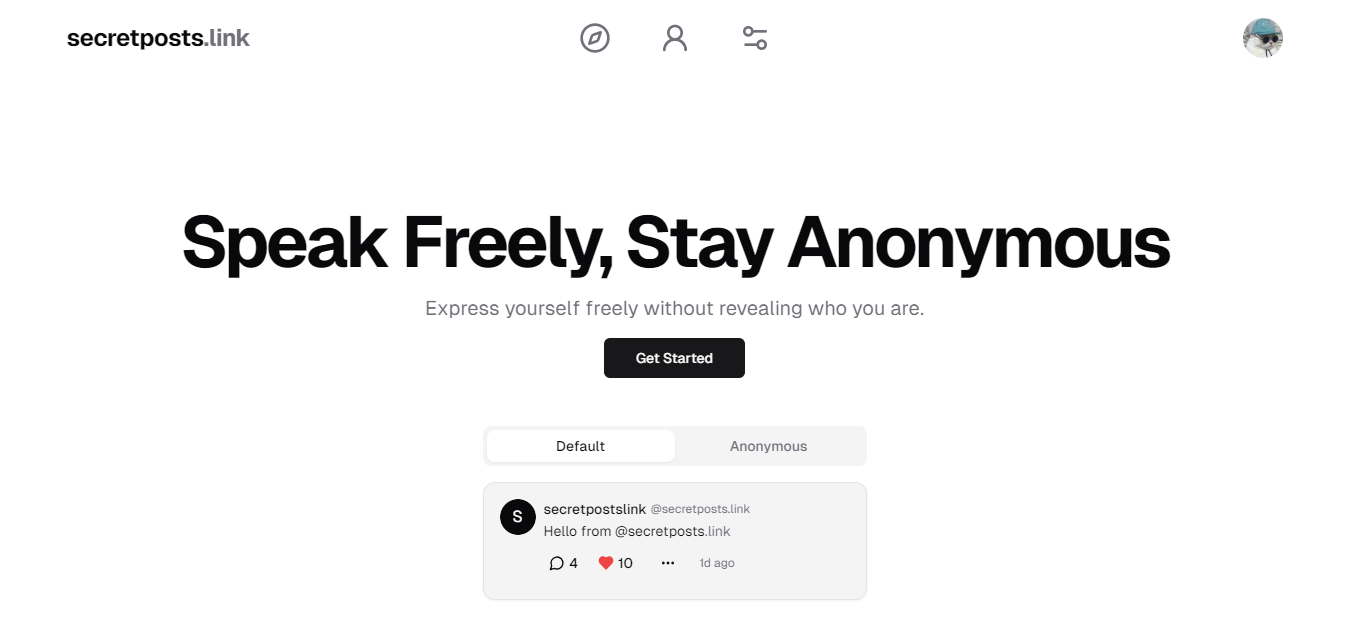 secretposts.link
Speak Freely, Stay Anonymous
Express yourself freely without revealing who you are.
Get Started
Default Anonymous
S secretpostslink @secretposts.link
Hello from @secretposts.link
4 10 ··· 1d ago